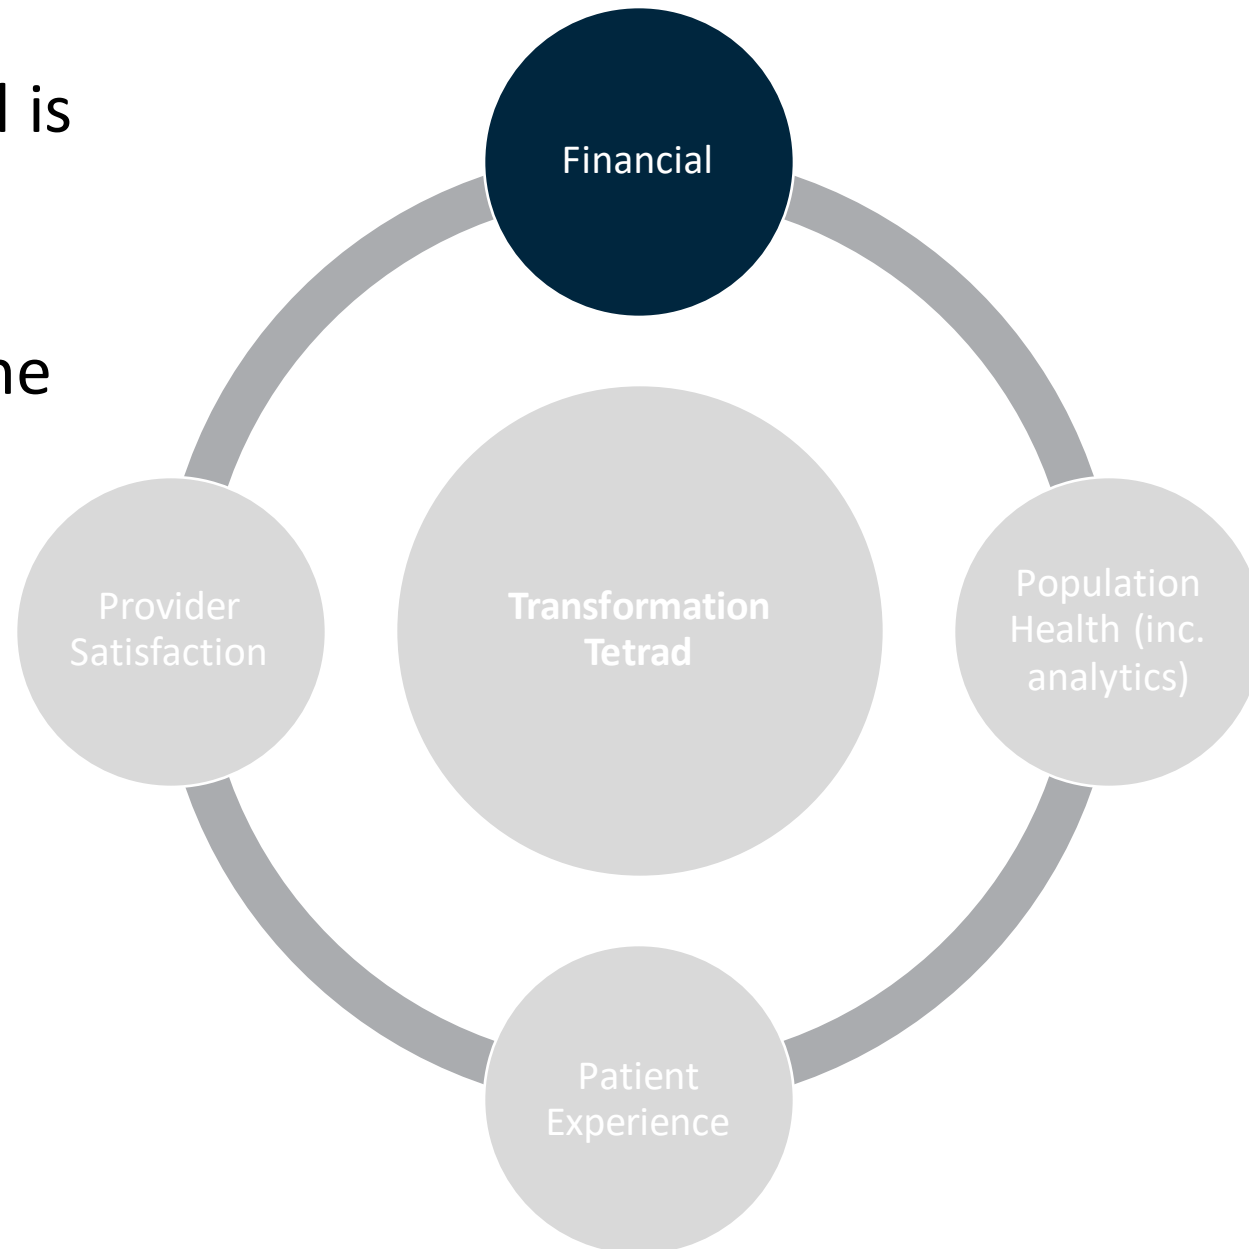 is
Financial
ne
Provider
Satisfaction
Transformation
Tetrad
Population
Health (inc.
analytics)
Patient
Experience